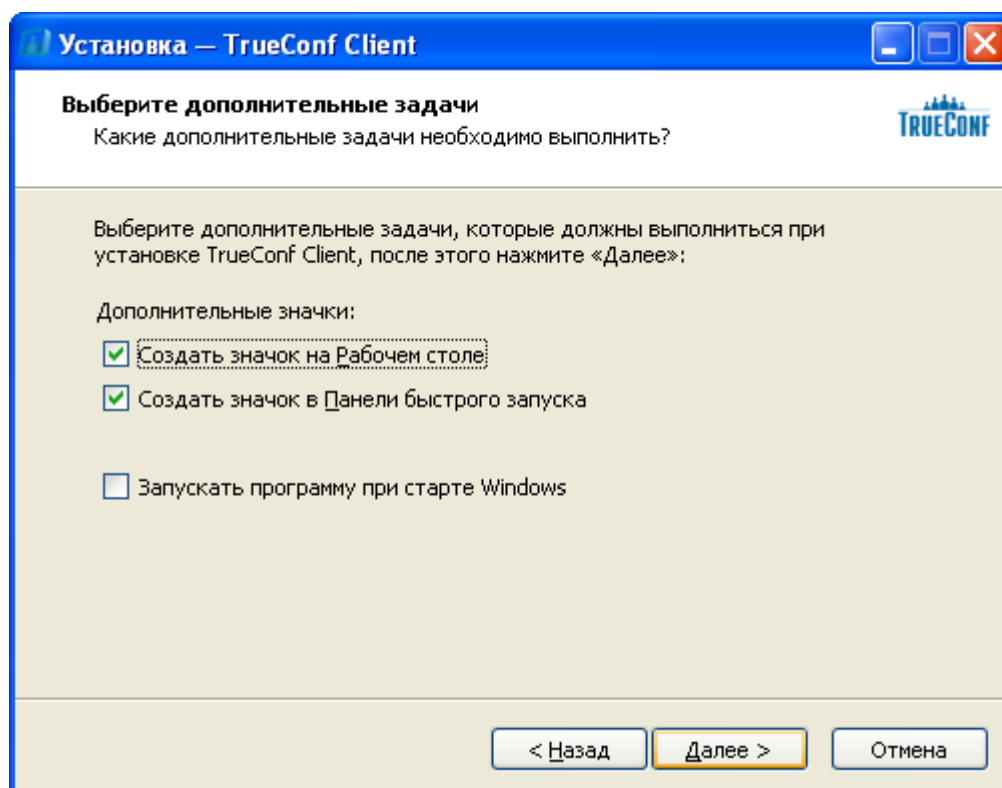 Установка — TrueConf Client
Выберите дополнительные задачи
Какие дополнительные задачи необходимо выполнить?
TRUECONF
Выберите дополнительные задачи, которые должны выполниться при
установке TrueConf Client, после этого нажмите «Далее»:
Дополнительные значки:
Создать значок на Рабочем столе
Создать значок в Панели быстрого запуска
Запускать программу при старте Windows
< Назад
Далее >
Отмена